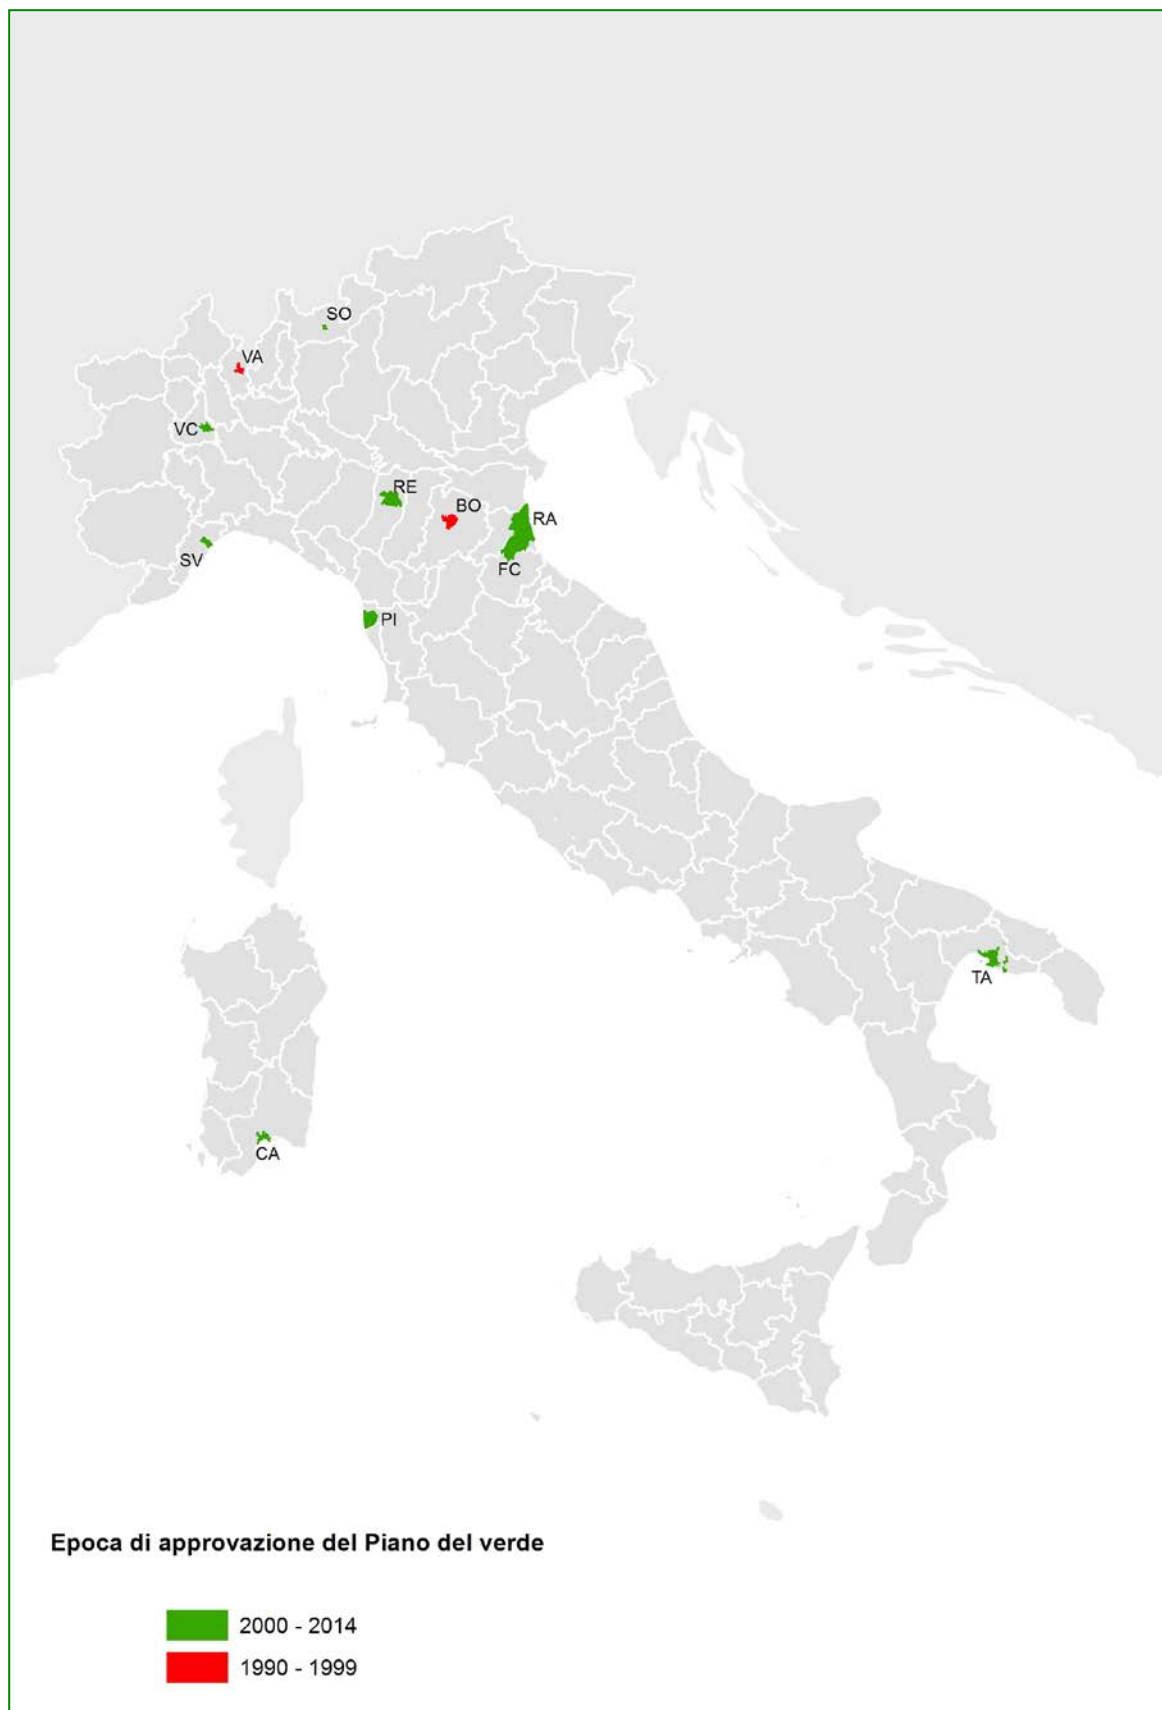 SO
VA
VC
RE
BO
RA
SV
FC
PI
TA
CA
Epoca di approvazione del Piano del verde
2000 - 2014
1990 - 1999